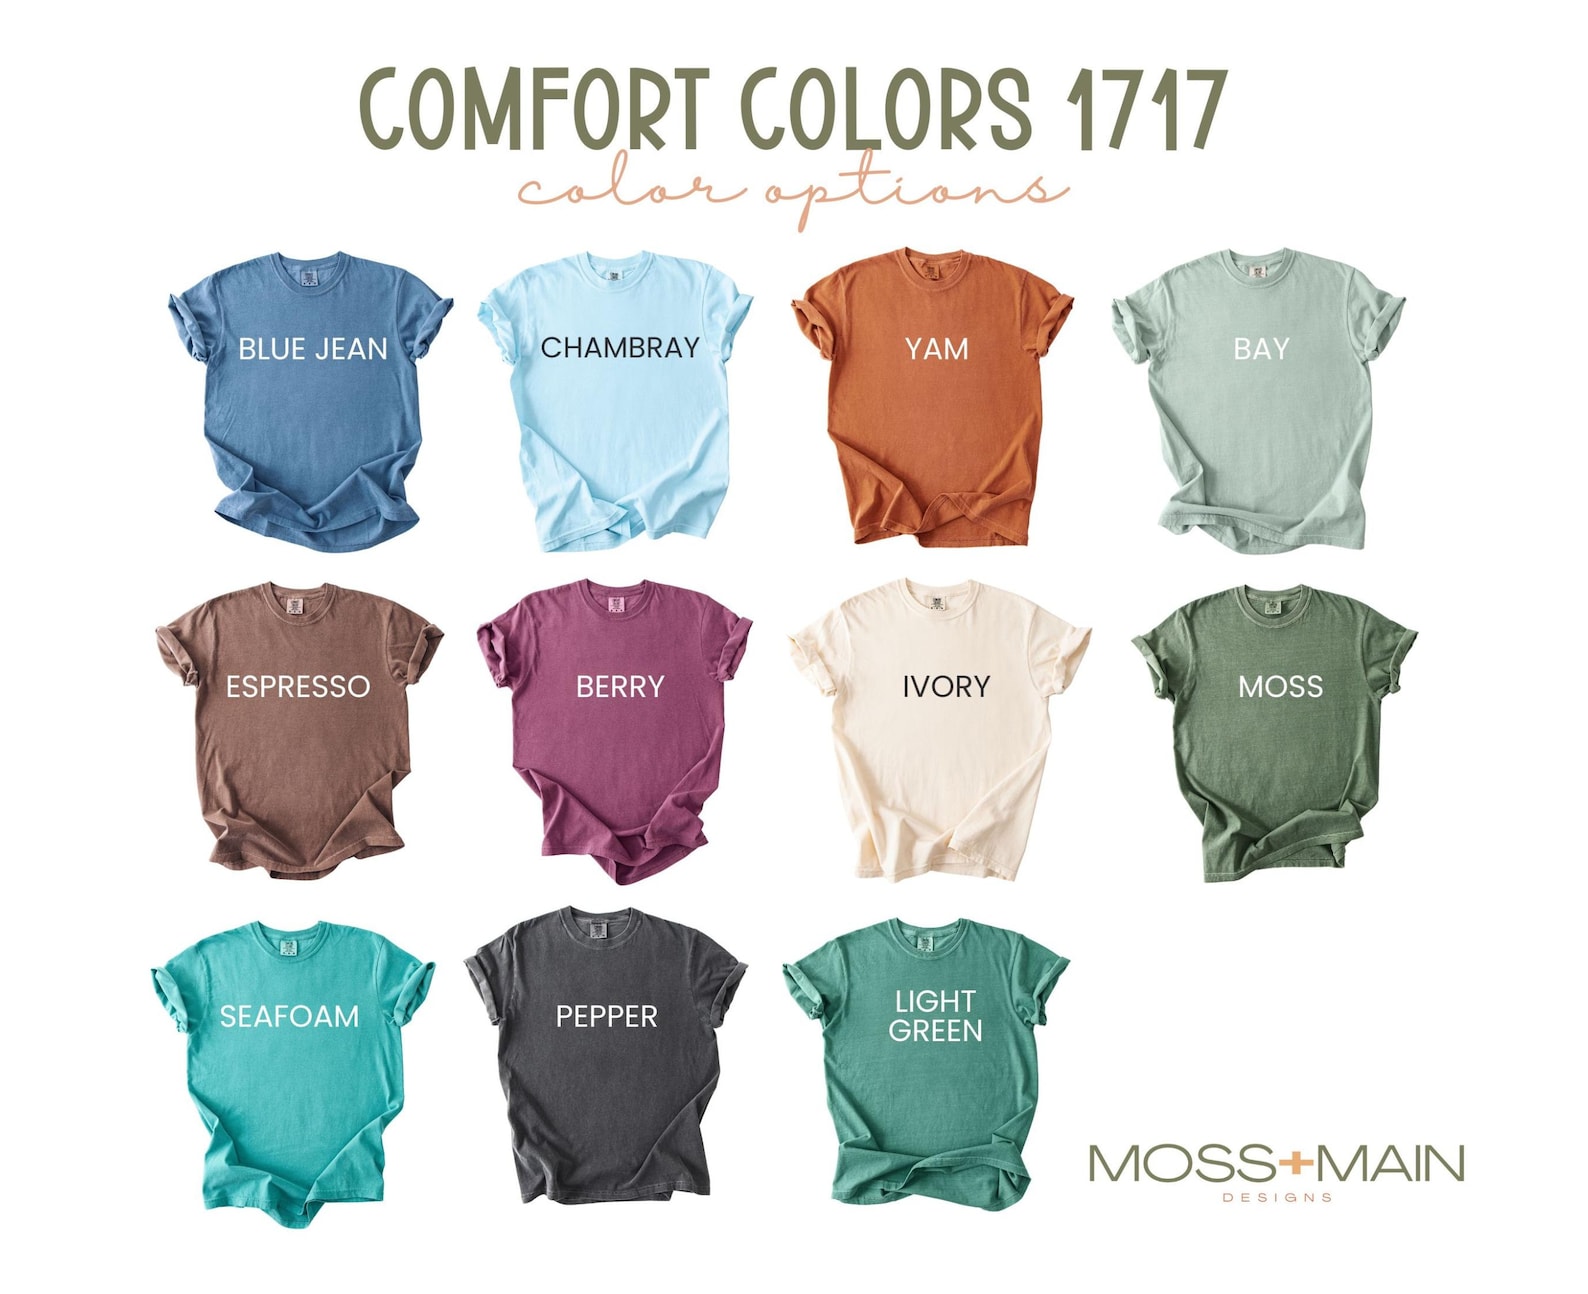 COMFORT COLORS 1717
color options
BLUE JEAN
CHAMBRAY
YAM
BAY
ESPRESSO
BERRY
IVORY
MOSS
SEAFOAM
PEPPER
LIGHT
GREEN
MOSS+MAIN
DESIGNS